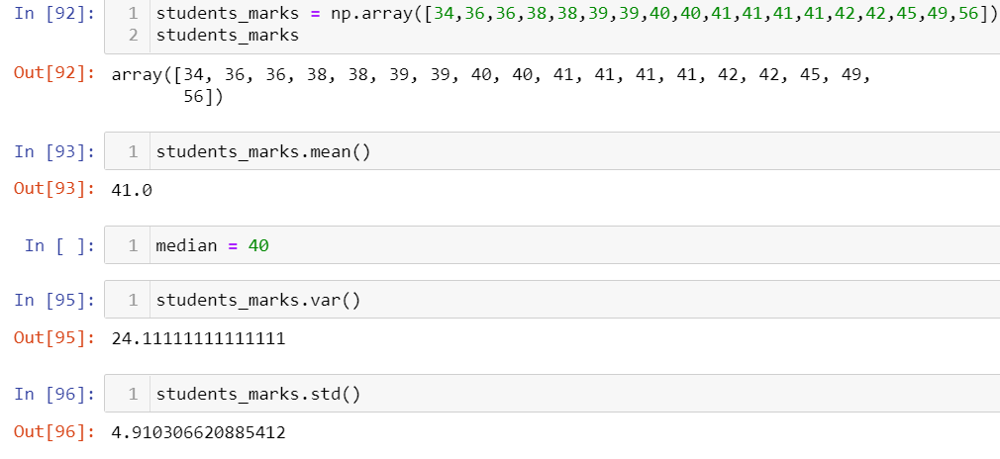 In [92]: 1 students_marks = np.array([34,36,36,38,38,39,39,40,40,41,41,41,41,42,42,45,49,56])
2 students_marks
Out[92]: array([34, 36, 36, 38, 38, 39, 39, 40, 40, 41, 41, 41, 41, 42, 42, 45, 49,
56])
In [93]: 1 students_marks.mean()
Out[93]: 41.0
In [ ]: 1 median = 40
In [95]: 1 students_marks.var()
Out[95]: 24.11111111111111
In [96]: 1 students_marks.std()
Out[96]: 4.910306620885412